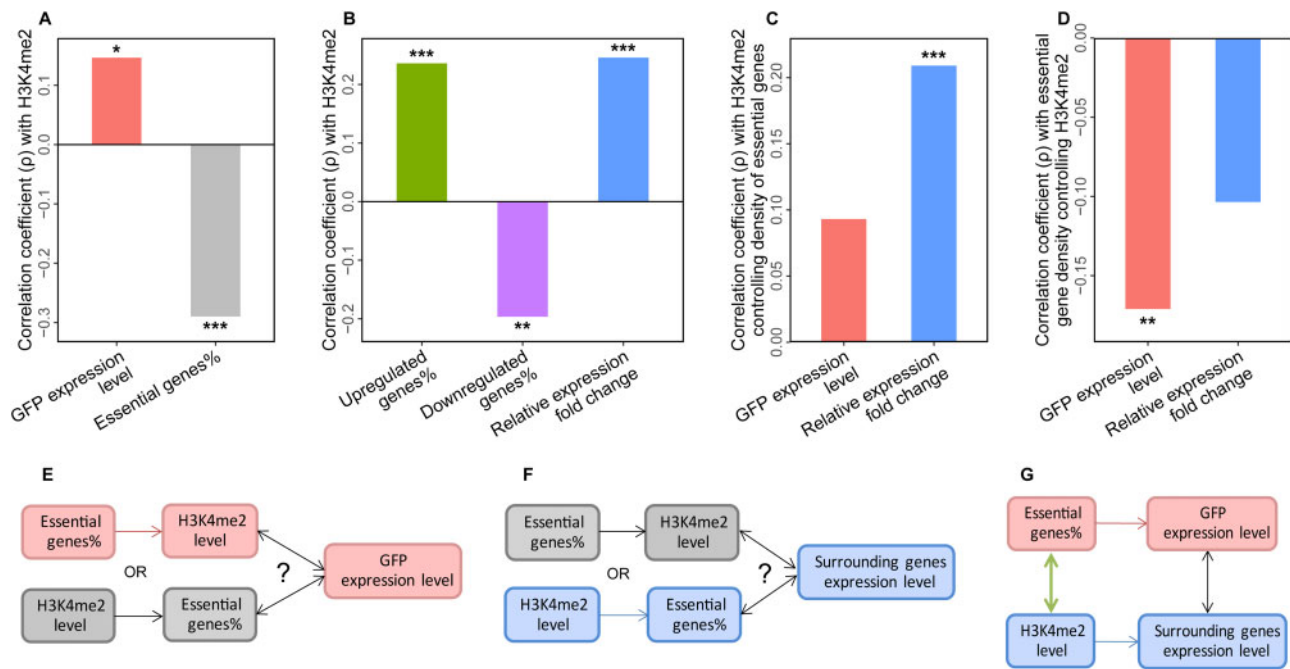 A
Correlation coefficient (ρ) with H3K4me2
0.1
0.0
−0.1
−0.2
−0.3
*
***
GFP expression
level
Essential genes%
B
Correlation coefficient (ρ) with H3K4me2
0.2
0.1
0.0
−0.1
−0.2
***
**
***
Upregulated
genes%
Downregulated
genes%
Relative expression
fold change
C
Correlation coefficient (ρ) with H3K4me2
controlling density of essential genes
0.20
0.15
0.10
0.05
0.00
***
GFP expression
level
Relative expression
fold change
D
Correlation coefficient (ρ) with essential
gene density controlling H3K4me2
0.00
−0.05
−0.10
−0.15
**
GFP expression
level
Relative expression
fold change
E
Essential
genes%
H3K4me2
level
OR
H3K4me2
level
Essential
genes%
?
GFP
expression level
F
Essential
genes%
H3K4me2
level
OR
H3K4me2
level
Essential
genes%
?
Surrounding genes
expression level
G
Essential
genes%
GFP
expression level
H3K4me2
level
Surrounding genes
expression level